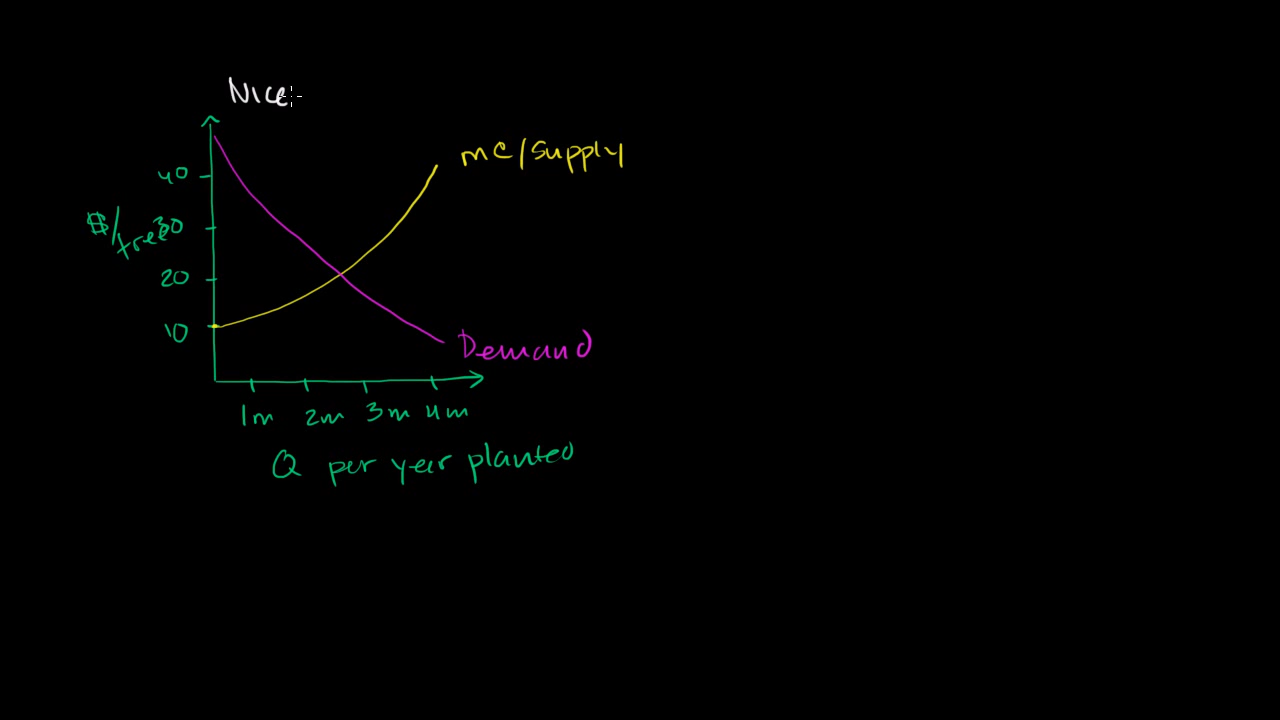 Nice
MC/Supply
40
$/tree
30
20
10
Demand
1m 2m 3m 4m
Q per year planted